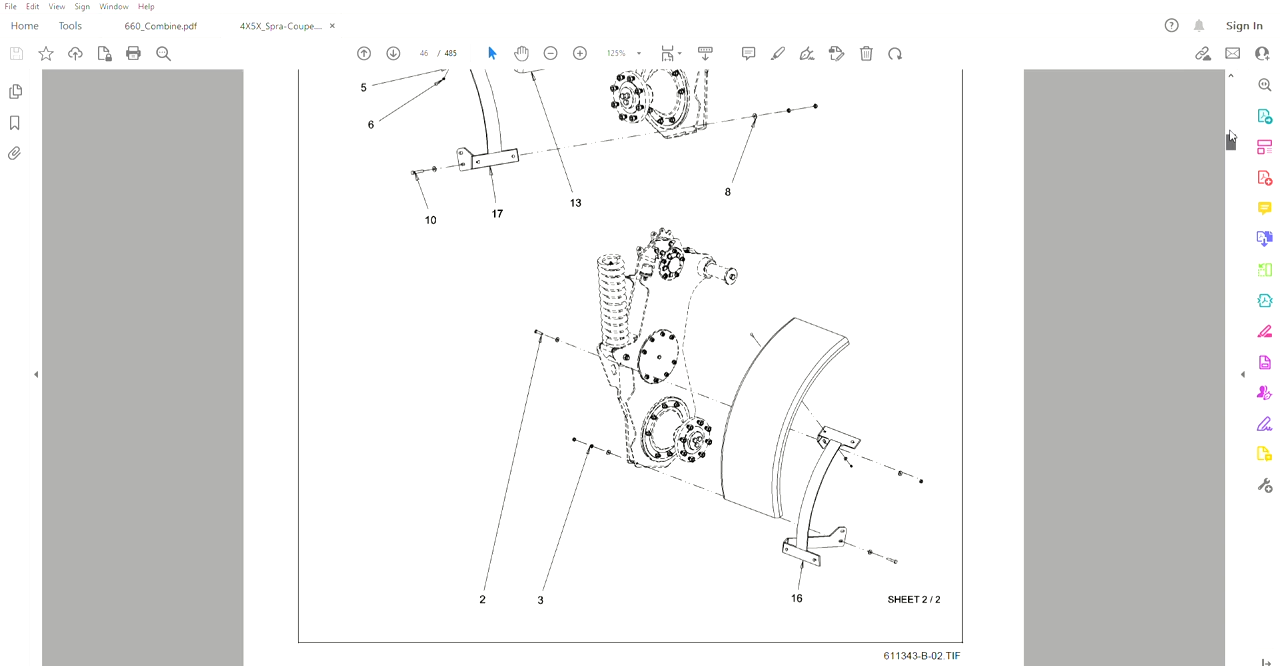 File Edit View Sign Window Help
Home Tools 660_Combine.pdf 4X5X_Spra-Coupe.... ×
Sign In
46 / 485
125%
5
6
10
17
13
8
2
3
16
SHEET 2 / 2
611343-B-02.TIF